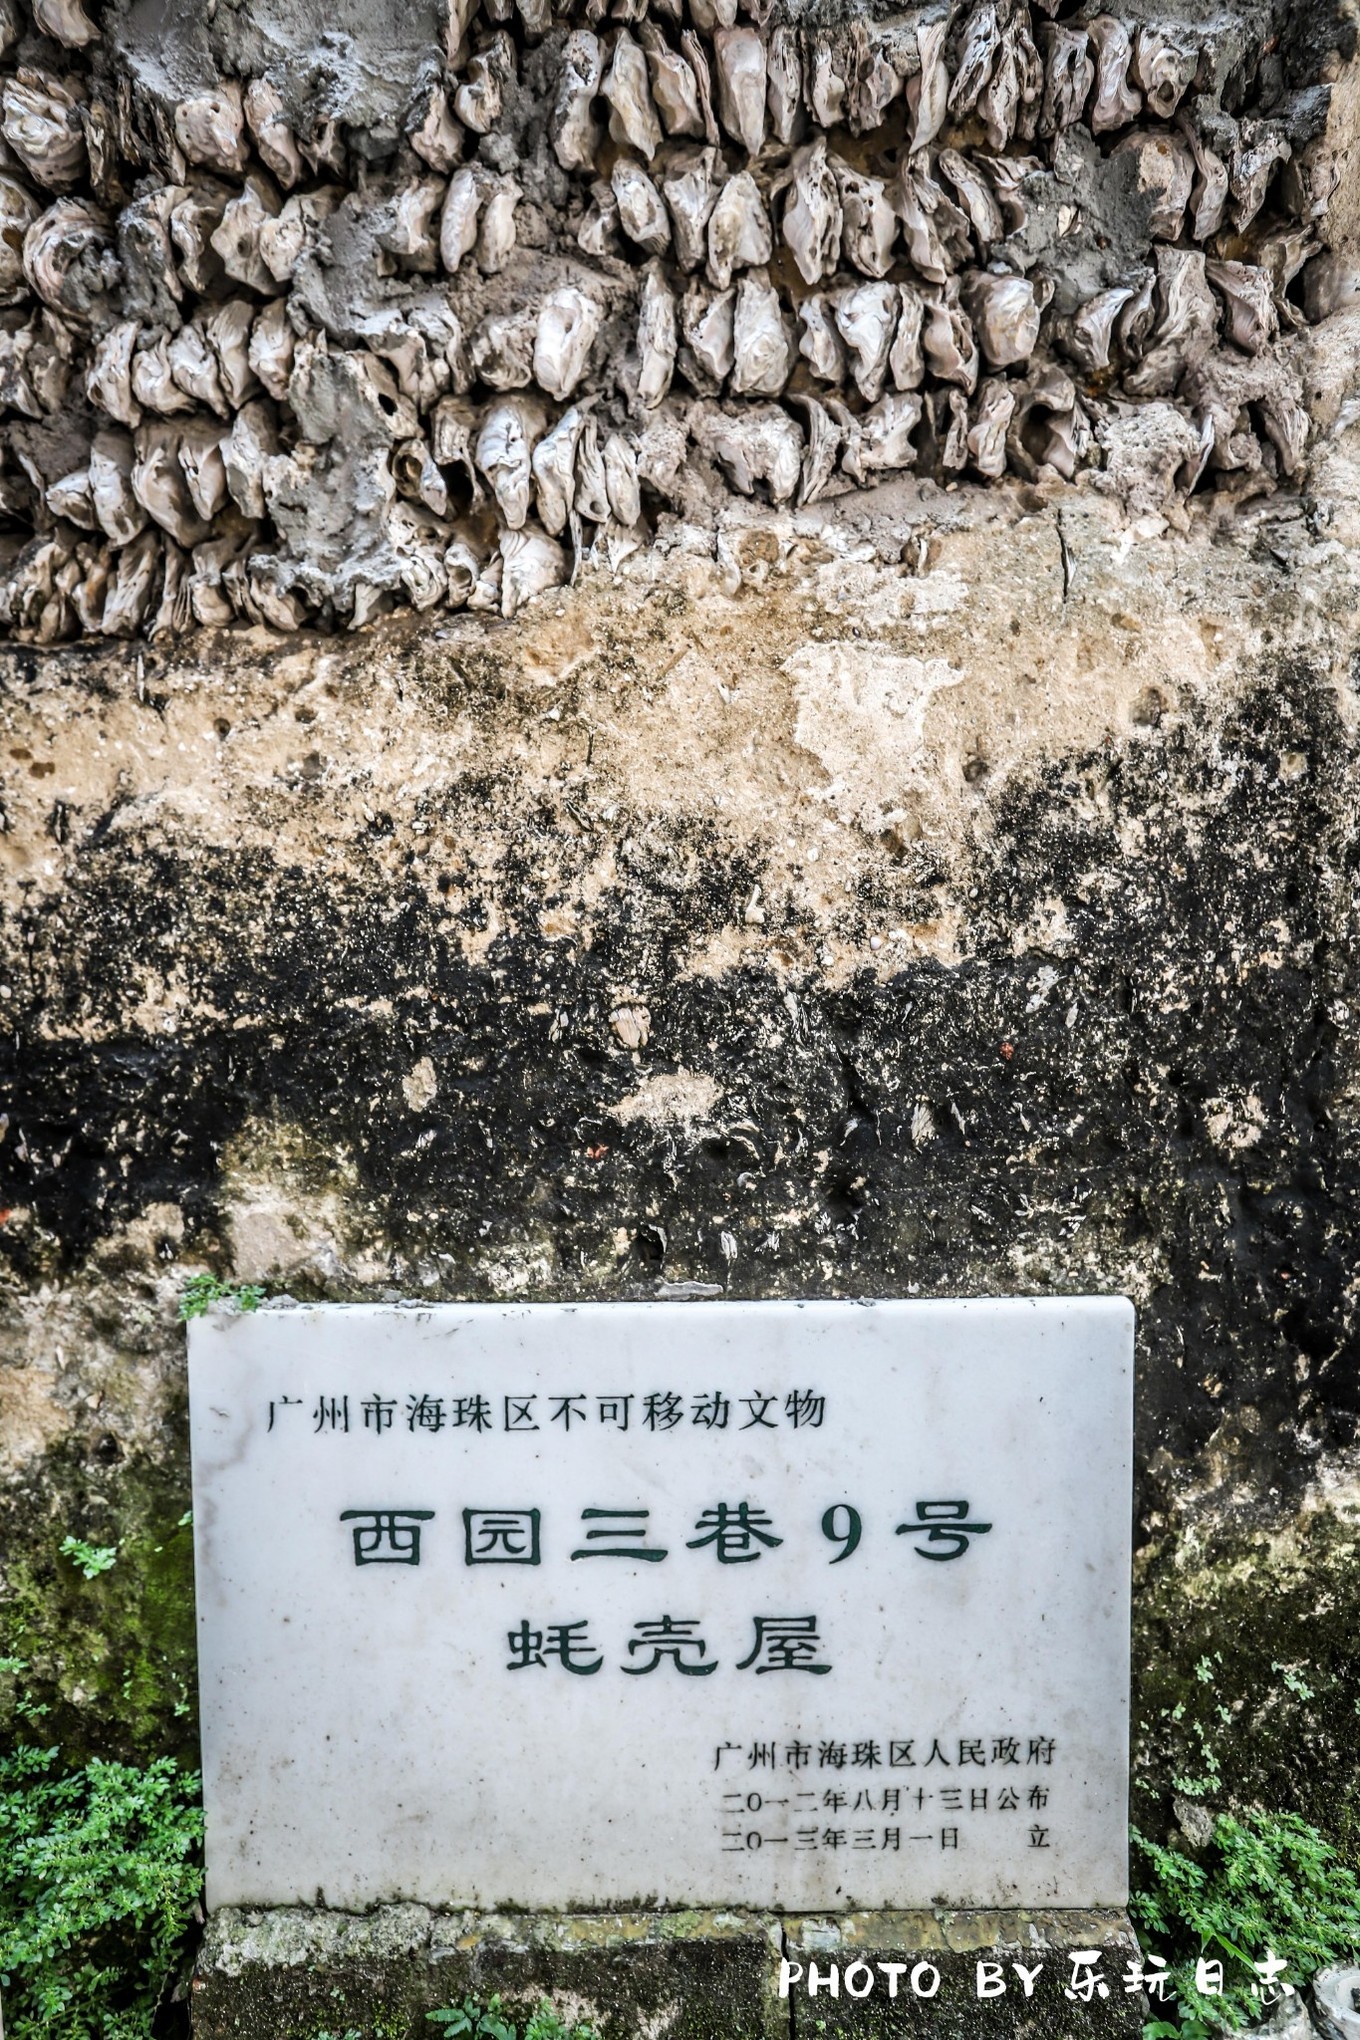 广州市海珠区不可移动文物
西园三巷9号
蚝壳屋
广州市海珠区人民政府
二0一二年八月十三日公布
二0一三年三月一日 立
PHOTO BY 乐玩日志